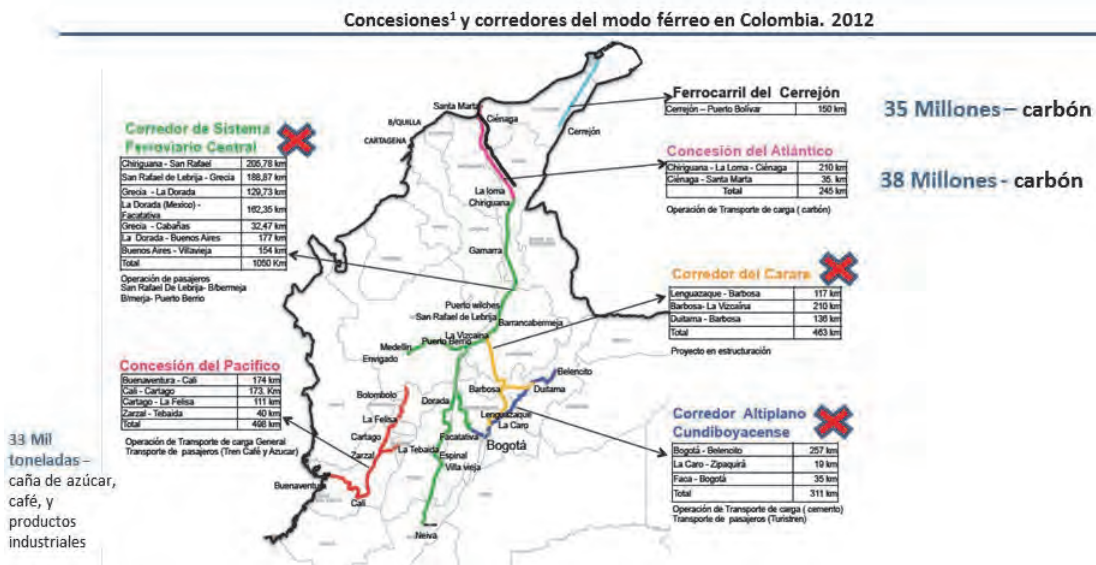 Concesiones¹ y corredores del modo férreo en Colombia. 2012
Corredor de Sistema
Ferroviario Central
Chiriguana - San Rafael 205,78 km
San Rafael de Lebrija - Grecia 188,87 km
Grecia - La Dorada 129,73 km
La Dorada (Mexico) -
Facatativa 162,35 km
Grecia - Cabañas 32,47 km
La Dorada - Buenos Aires 177 km
Buenos Aires - Villavieja 154 km
Total 1050 Km
Operación de pasajeros
San Rafael De Lebrija- B/bermeja
B/merja- Puerto Berrio
Concesión del Pacifico
Buenaventura - Cali 174 km
Cali - Cartago 173. Km
Cartago - La Felisa 111 km
Zarzal - Tebaida 40 km
Total 498 km
Operación de Transporte de carga General
Transporte de pasajeros (Tren Café y Azucar)
33 Mil
toneladas –
caña de azúcar,
café, y
productos
industriales
Santa Marta
Ciénaga
B/QUILLA
CARTAGENA
Cerrejón
La loma
Chiriguana
Gamarra
Puerto wilches
San Rafael de Lebrija
Barrancabermeja
La Vizcaina
Puerto Berrio
Medellin
Envigado
Belencito
Barbosa
Duitama
Bolombolo
Dorada
Lenguazaque
La Caro
La Felisa
Facatativa
Bogotá
Cartago
La Tebaida
Espinal
Zarzal
Villa vieja
Buenaventura
Cali
Neiva
Ferrocarril del Cerrejón
Cerrejón – Puerto Bolívar 150 km
35 Millones – carbón
Concesión del Atlántico
Chiriguana - La Loma - Ciénaga 210 km
Ciénaga - Santa Marta 35. km
Total 245 km
Operación de Transporte de carga ( carbón)
38 Millones - carbón
Corredor del Carare
Lenguazaque - Barbosa 117 km
Barbosa- La Vizcaína 210 km
Duitama - Barbosa 136 km
Total 463 km
Proyecto en estructuración
Corredor Altiplano
Cundiboyacense
Bogotá - Belencito 257 km
La Caro - Zipaquirá 19 km
Faca - Bogotá 35 km
Total 311 km
Operación de Transporte de carga ( cemento)
Transporte de pasajeros (Turistren)